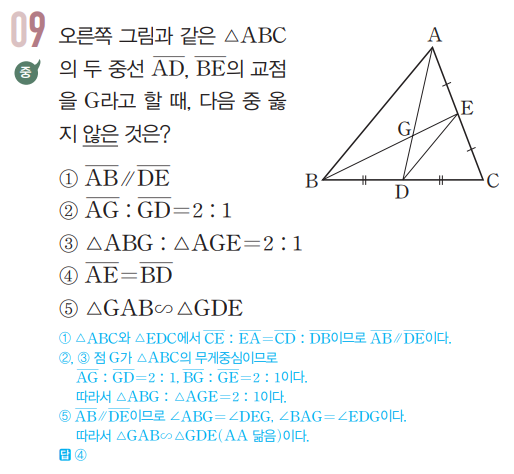 09
중
오른쪽 그림과 같은 △ABC
의 두 중선 AD, BE의 교점
을 G라고 할 때, 다음 중 옳
지 않은 것은?
① AB∥DE
② AG : GD=2 : 1
③ △ABG : △AGE=2 : 1
④ AE=BD
⑤ △GAB∽△GDE
A
E
G
B
D
C
① △ABC와 △EDC에서 CE : EA=CD : DB이므로 AB∥DE이다.
②, ③ 점 G가 △ABC의 무게중심이므로
AG : GD=2 : 1, BG : GE=2 : 1이다.
따라서 △ABG : △AGE=2 : 1이다.
⑤ AB∥DE이므로 ∠ABG=∠DEG, ∠BAG=∠EDG이다.
따라서 △GAB∽△GDE(AA 닮음)이다.
답 ④